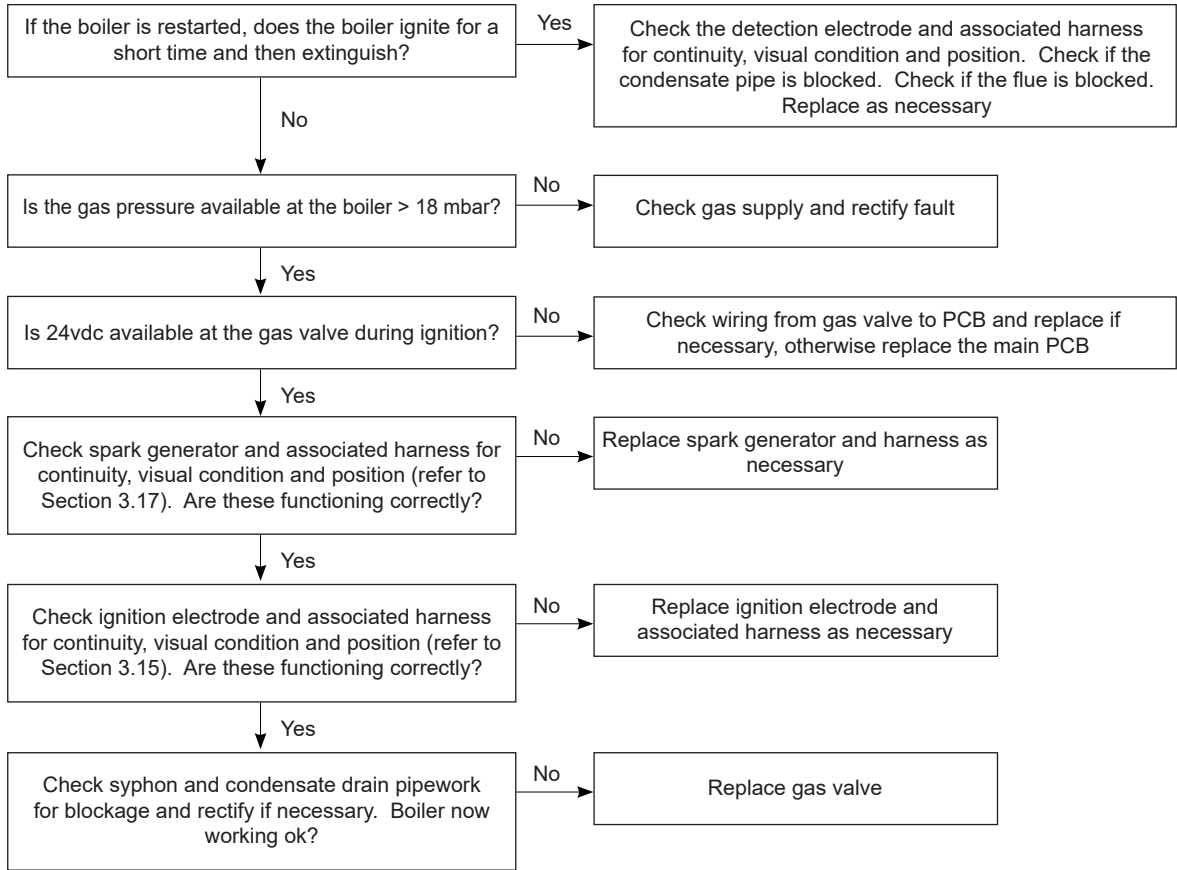 If the boiler is restarted, does the boiler ignite for a
short time and then extinguish?
Yes
Check the detection electrode and associated harness
for continuity, visual condition and position.  Check if the
condensate pipe is blocked.  Check if the flue is blocked.
Replace as necessary
No
Is the gas pressure available at the boiler > 18 mbar?
No
Check gas supply and rectify fault
Yes
Is 24vdc available at the gas valve during ignition?
No
Check wiring from gas valve to PCB and replace if
necessary, otherwise replace the main PCB
Yes
Check spark generator and associated harness for
continuity, visual condition and position (refer to
Section 3.17).  Are these functioning correctly?
No
Replace spark generator and harness as
necessary
Yes
Check ignition electrode and associated harness
for continuity, visual condition and position (refer to
Section 3.15).  Are these functioning correctly?
No
Replace ignition electrode and
associated harness as necessary
Yes
Check syphon and condensate drain pipework
for blockage and rectify if necessary.  Boiler now
working ok?
No
Replace gas valve